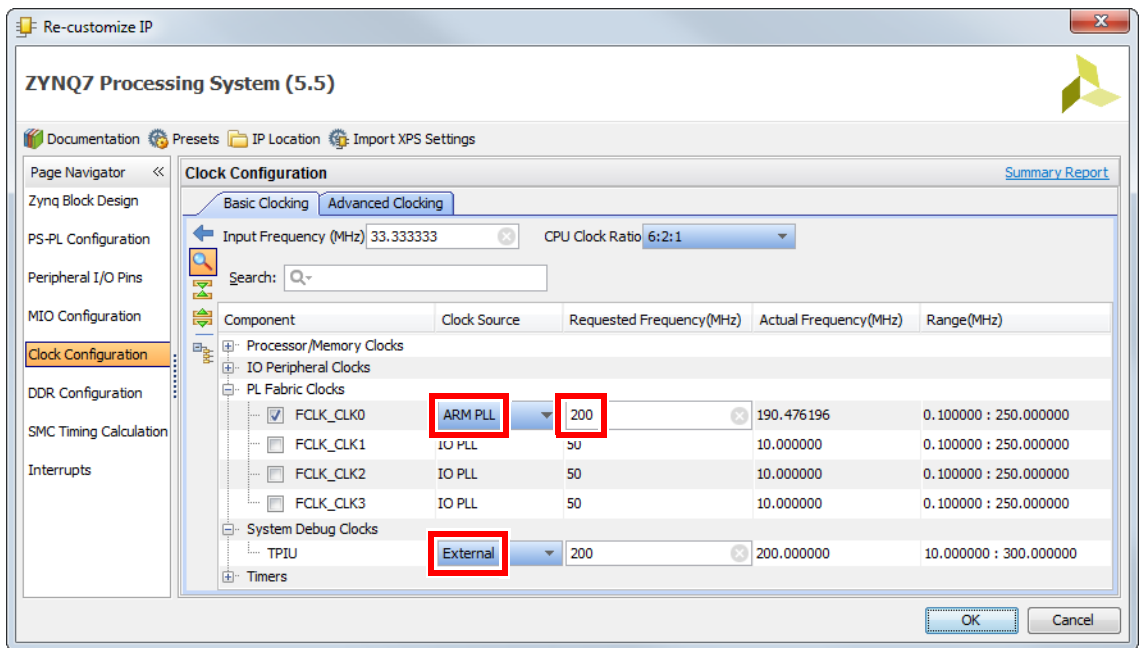 Re-customize IP
ZYNQ7 Processing System (5.5)
Documentation Presets IP Location Import XPS Settings
Page Navigator «
Zynq Block Design
PS-PL Configuration
Peripheral I/O Pins
MIO Configuration
Clock Configuration
DDR Configuration
SMC Timing Calculation
Interrupts
Clock Configuration Summary Report
Basic Clocking Advanced Clocking
Input Frequency (MHz) 33.333333 CPU Clock Ratio 6:2:1
Search:
Component Clock Source Requested Frequency(MHz) Actual Frequency(MHz) Range(MHz)
Processor/Memory Clocks
IO Peripheral Clocks
PL Fabric Clocks
FCLK_CLK0 ARM PLL 200 190.476196 0.100000 : 250.000000
FCLK_CLK1 IO PLL 50 10.000000 0.100000 : 250.000000
FCLK_CLK2 IO PLL 50 10.000000 0.100000 : 250.000000
FCLK_CLK3 IO PLL 50 10.000000 0.100000 : 250.000000
System Debug Clocks
TPIU External 200 200.000000 10.000000 : 300.000000
Timers
OK Cancel